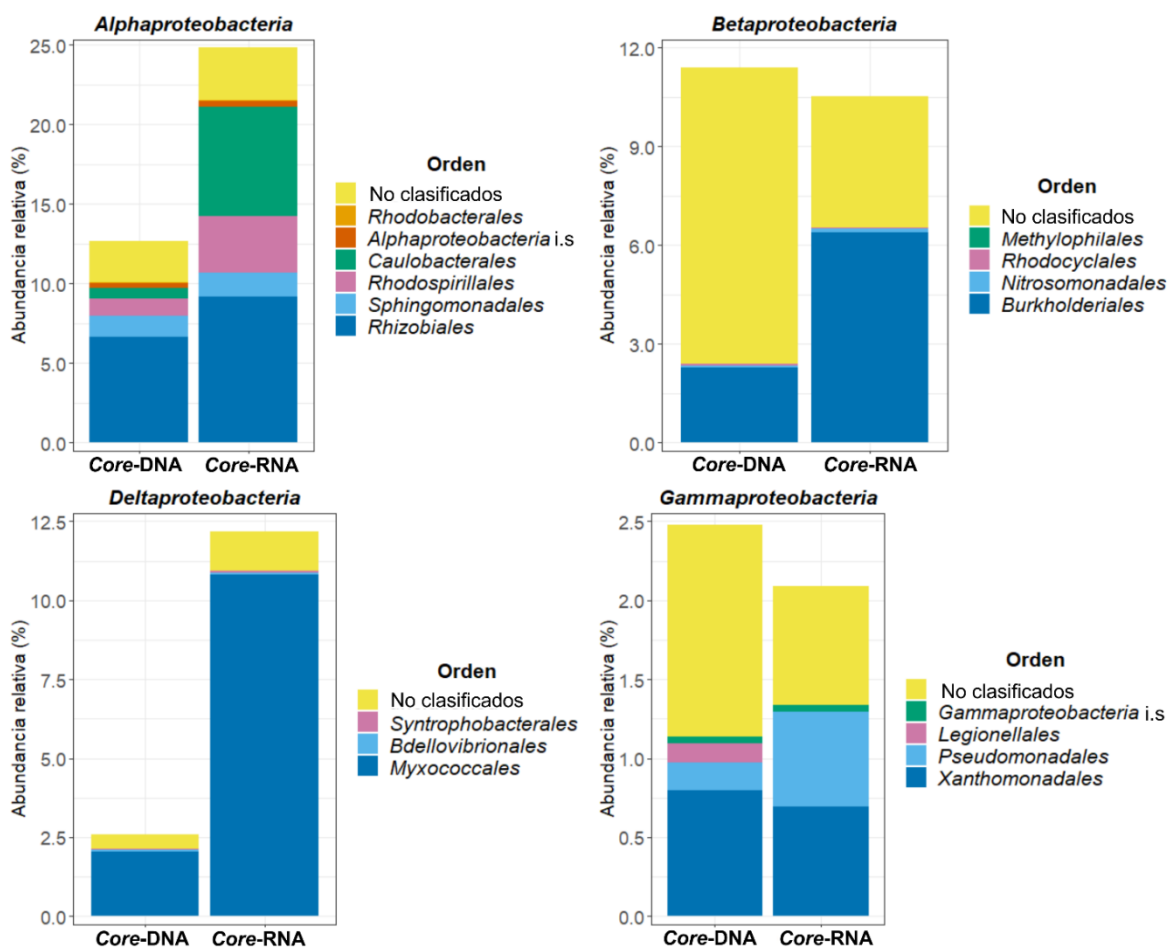 Alphaproteobacteria
Abundancia relativa (%)
25.0
20.0
15.0
10.0
5.0
0.0
Core-DNA Core-RNA
Orden
No clasificados
Rhodobacterales
Alphaproteobacteria i.s
Caulobacterales
Rhodospirillales
Sphingomonadales
Rhizobiales
Betaproteobacteria
Abundancia relativa (%)
12.0
9.0
6.0
3.0
0.0
Core-DNA Core-RNA
Orden
No clasificados
Methylophilales
Rhodocyclales
Nitrosomonadales
Burkholderiales
Deltaproteobacteria
Abundancia relativa (%)
12.5
10.0
7.5
5.0
2.5
0.0
Core-DNA Core-RNA
Orden
No clasificados
Syntrophobacterales
Bdellovibrionales
Myxococcales
Gammaproteobacteria
Abundancia relativa (%)
2.5
2.0
1.5
1.0
0.5
0.0
Core-DNA Core-RNA
Orden
No clasificados
Gammaproteobacteria i.s
Legionellales
Pseudomonadales
Xanthomonadales